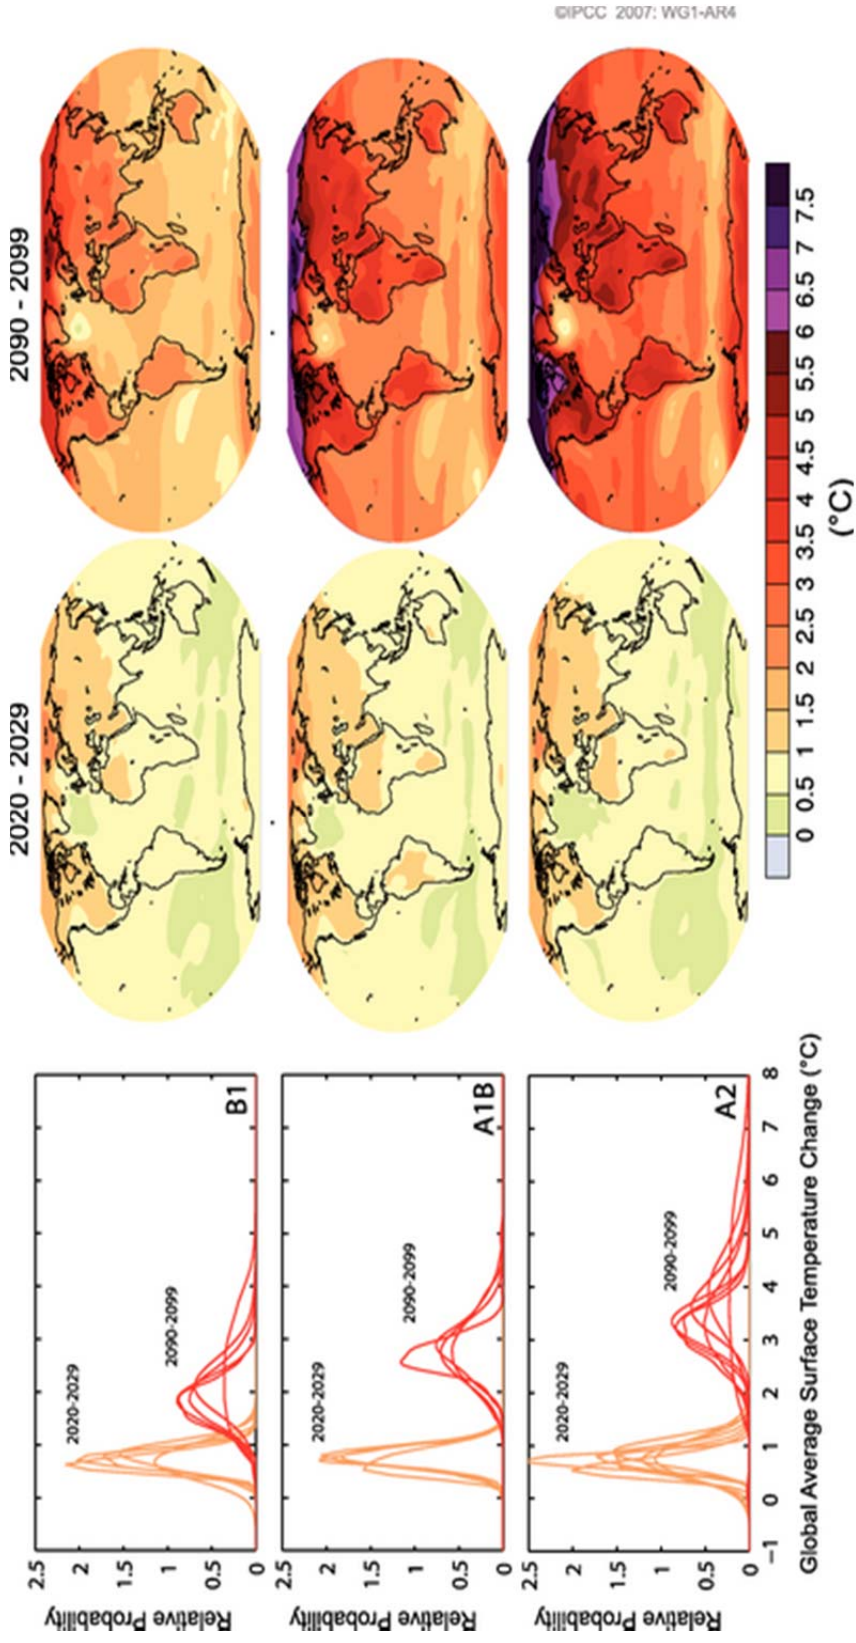 ©IPCC 2007: WG1-AR4
2020 - 2029
2090 - 2099
Relative Probability
2.5
2
1.5
1
0.5
0
2020-2029
2090-2099
B1
Relative Probability
2.5
2
1.5
1
0.5
0
2020-2029
2090-2099
A1B
Relative Probability
2.5
2
1.5
1
0.5
0
2020-2029
2090-2099
A2
−1 0 1 2 3 4 5 6 7 8
Global Average Surface Temperature Change (°C)
0 0.5 1 1.5 2 2.5 3 3.5 4 4.5 5 5.5 6 6.5 7 7.5
(°C)